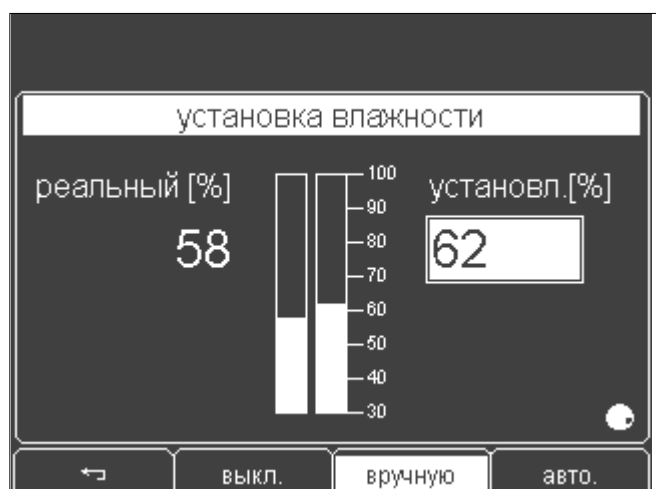 установка влажности
реальный [%]
58
100
90
80
70
60
50
40
30
установл.[%]
62
выкл.
вручную
авто.